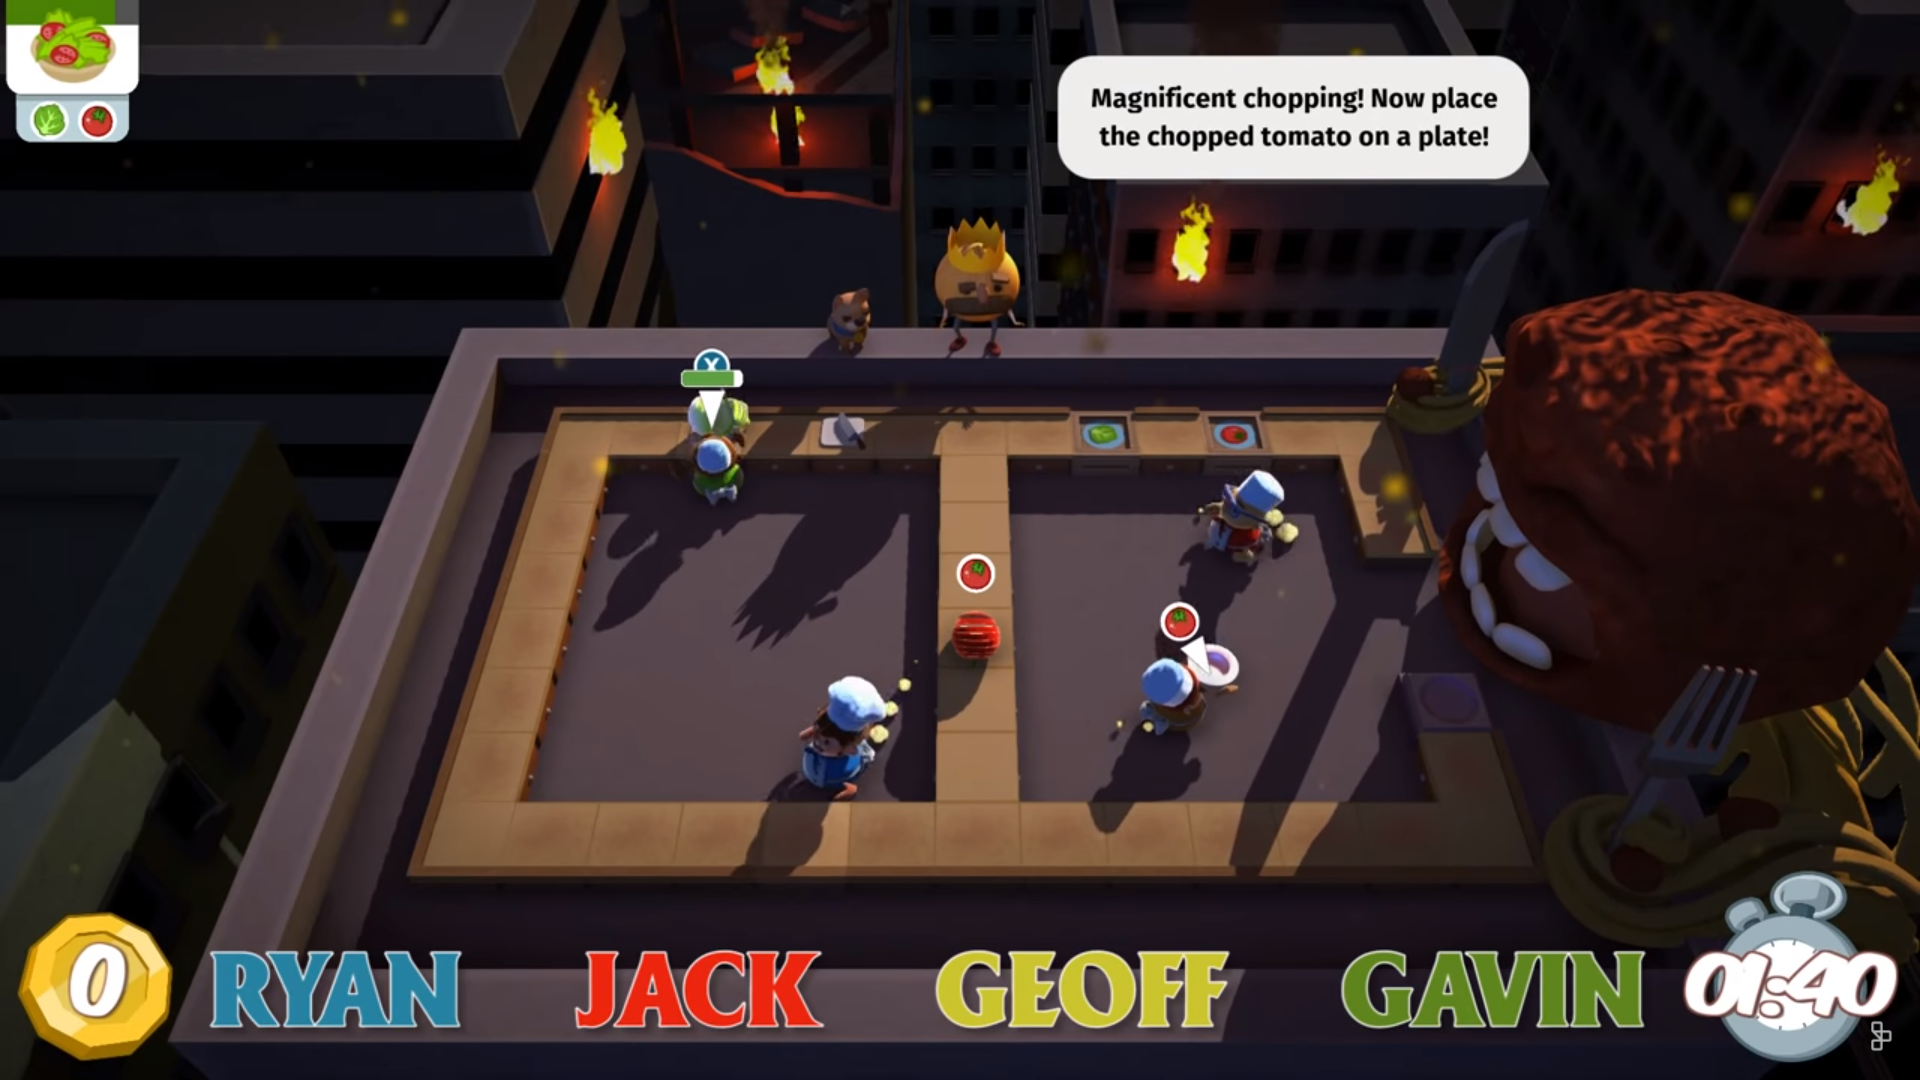 Magnificent chopping! Now place
the chopped tomato on a plate!
X
0
RYAN
JACK
GEOFF
GAVIN
01:40